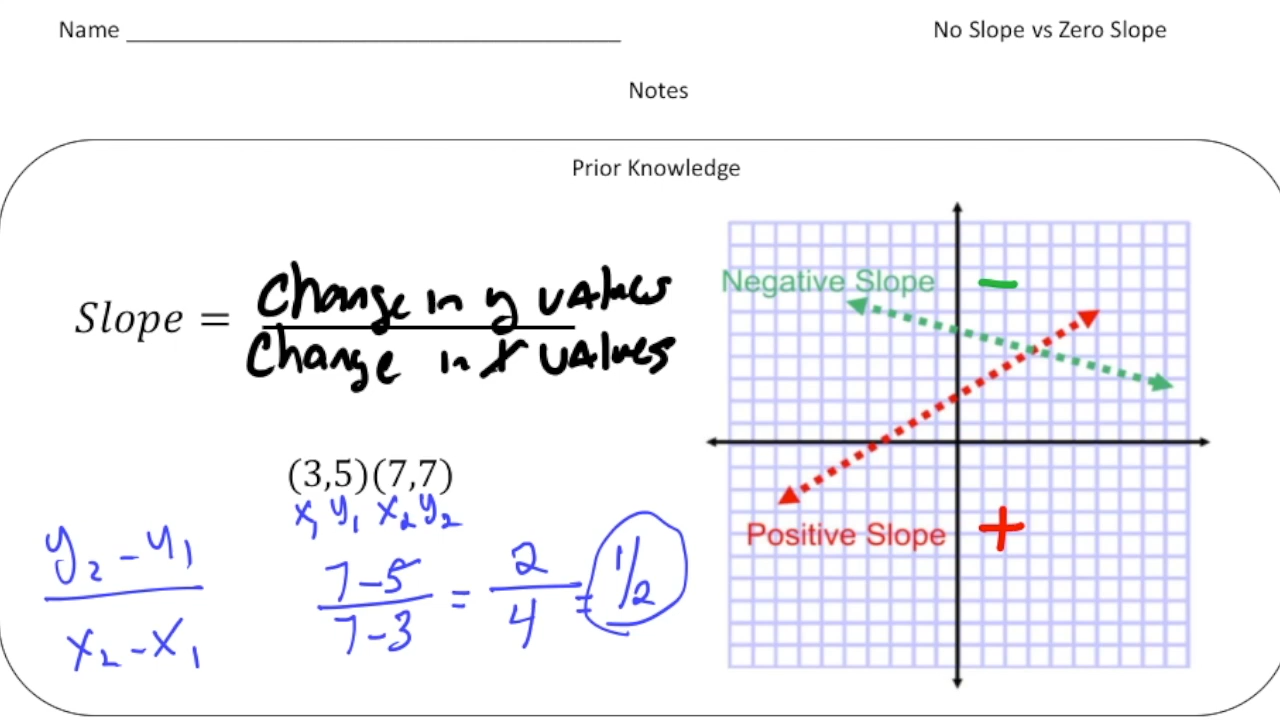 Name ________________________________________ No Slope vs Zero Slope
Notes
Prior Knowledge
Negative Slope −
Slope = Change in y values
Change in x values
(3,5)(7,7)
x₁ y₁ x₂ y₂
Positive Slope +
y₂ − y₁
x₂ − x₁
7−5 = 2 = 1/2
7−3 4